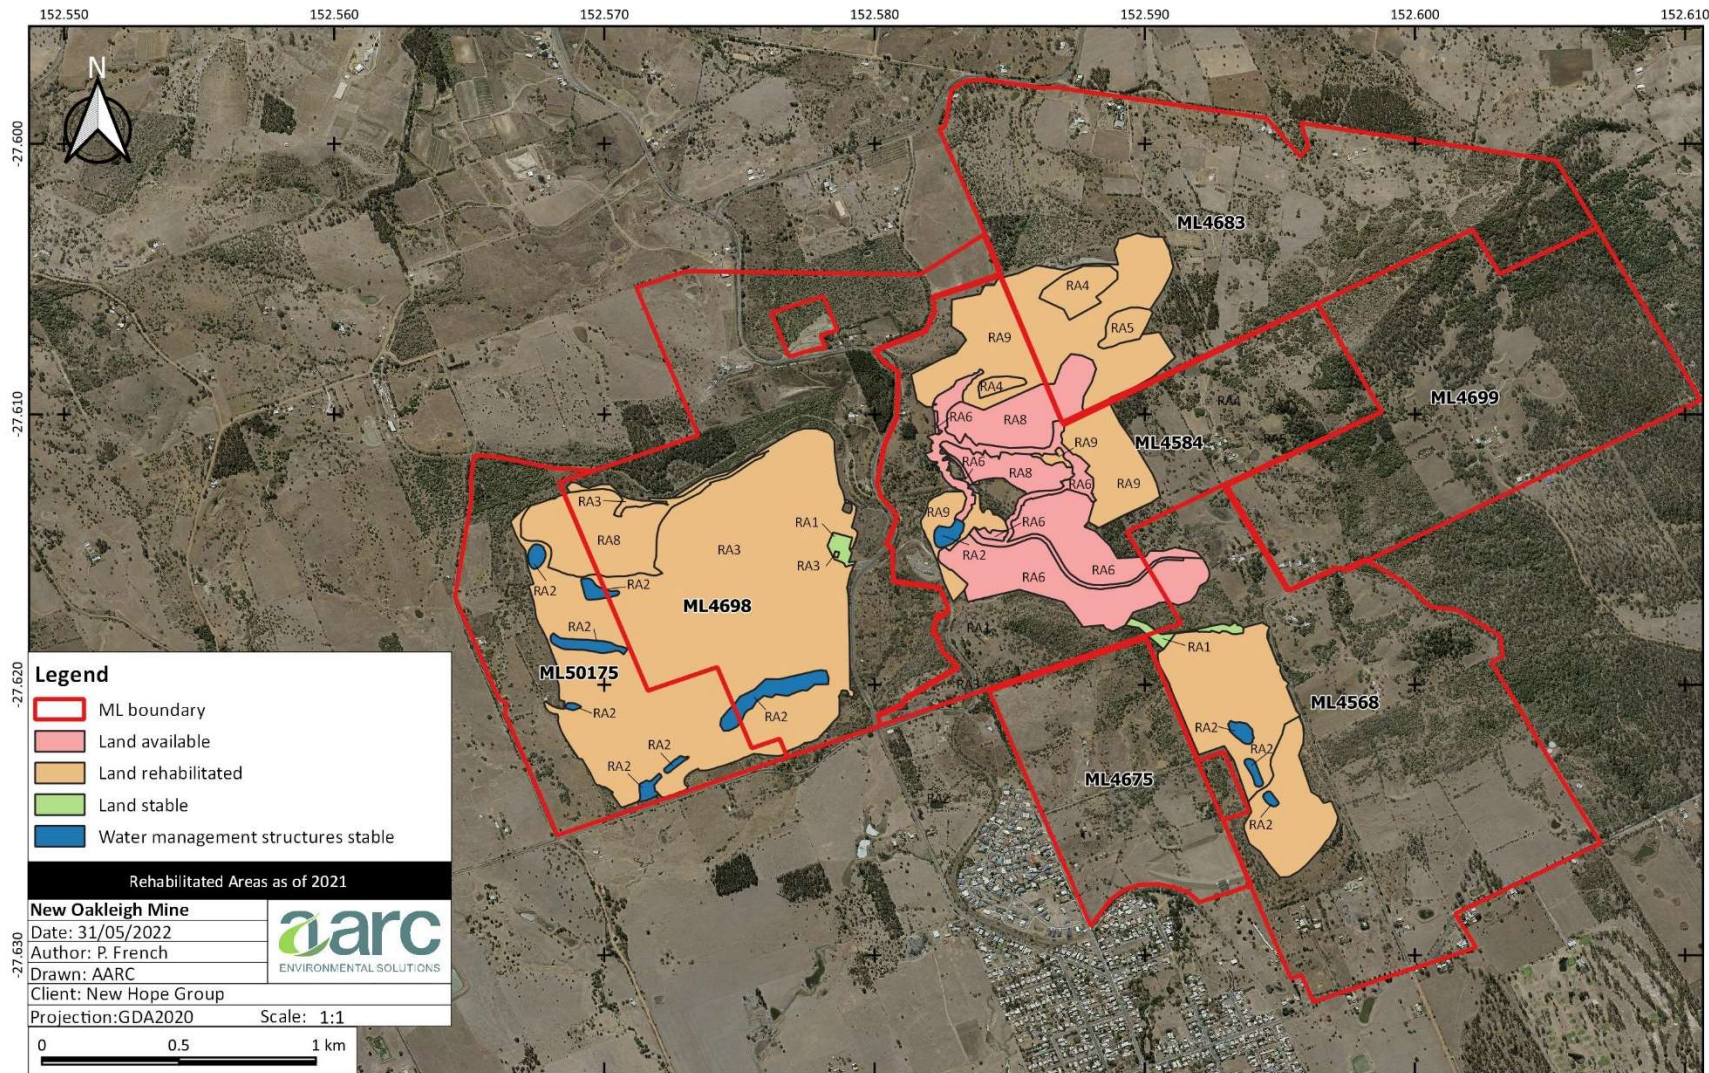 152.550
152.560
152.570
152.580
152.590
152.600
152.610
-27.600
-27.610
-27.620
-27.630
N
ML4683
RA4
RA5
RA9
RA4
RA6
RA8
RA9
ML4584
RA4
RA5
ML4699
RA6
RA8
RA6
RA9
RA9
RA6
RA2
RA6
RA6
RA3
RA8
RA3
RA1
RA3
RA2
RA2
ML4698
RA2
ML50175
RA2
RA2
RA2
RA2
RA1
RA3
RA1
ML4568
RA2
RA2
RA2
ML4675
RA2
Legend
ML boundary
Land available
Land rehabilitated
Land stable
Water management structures stable
Rehabilitated Areas as of 2021
New Oakleigh Mine
Date: 31/05/2022
Author: P. French
Drawn: AARC
Client: New Hope Group
Projection:GDA2020 Scale: 1:1
aarc
ENVIRONMENTAL SOLUTIONS
0 0.5 1 km